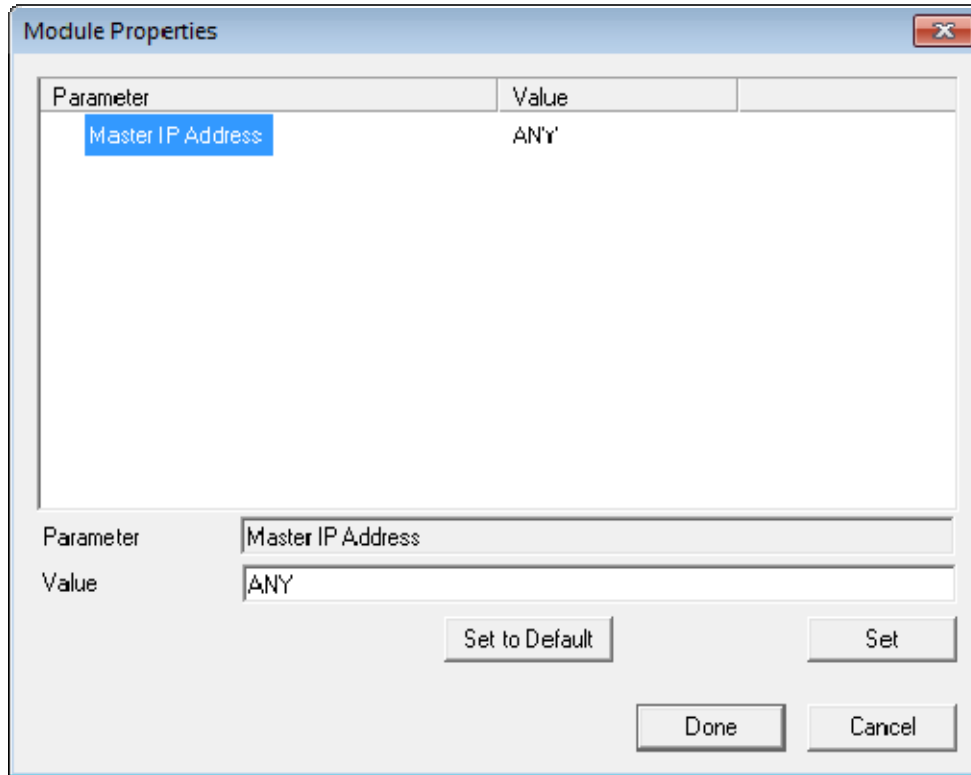 Module Properties
Parameter Value
Master IP Address ANY
Parameter Master IP Address
Value ANY
Set to Default Set
Done Cancel